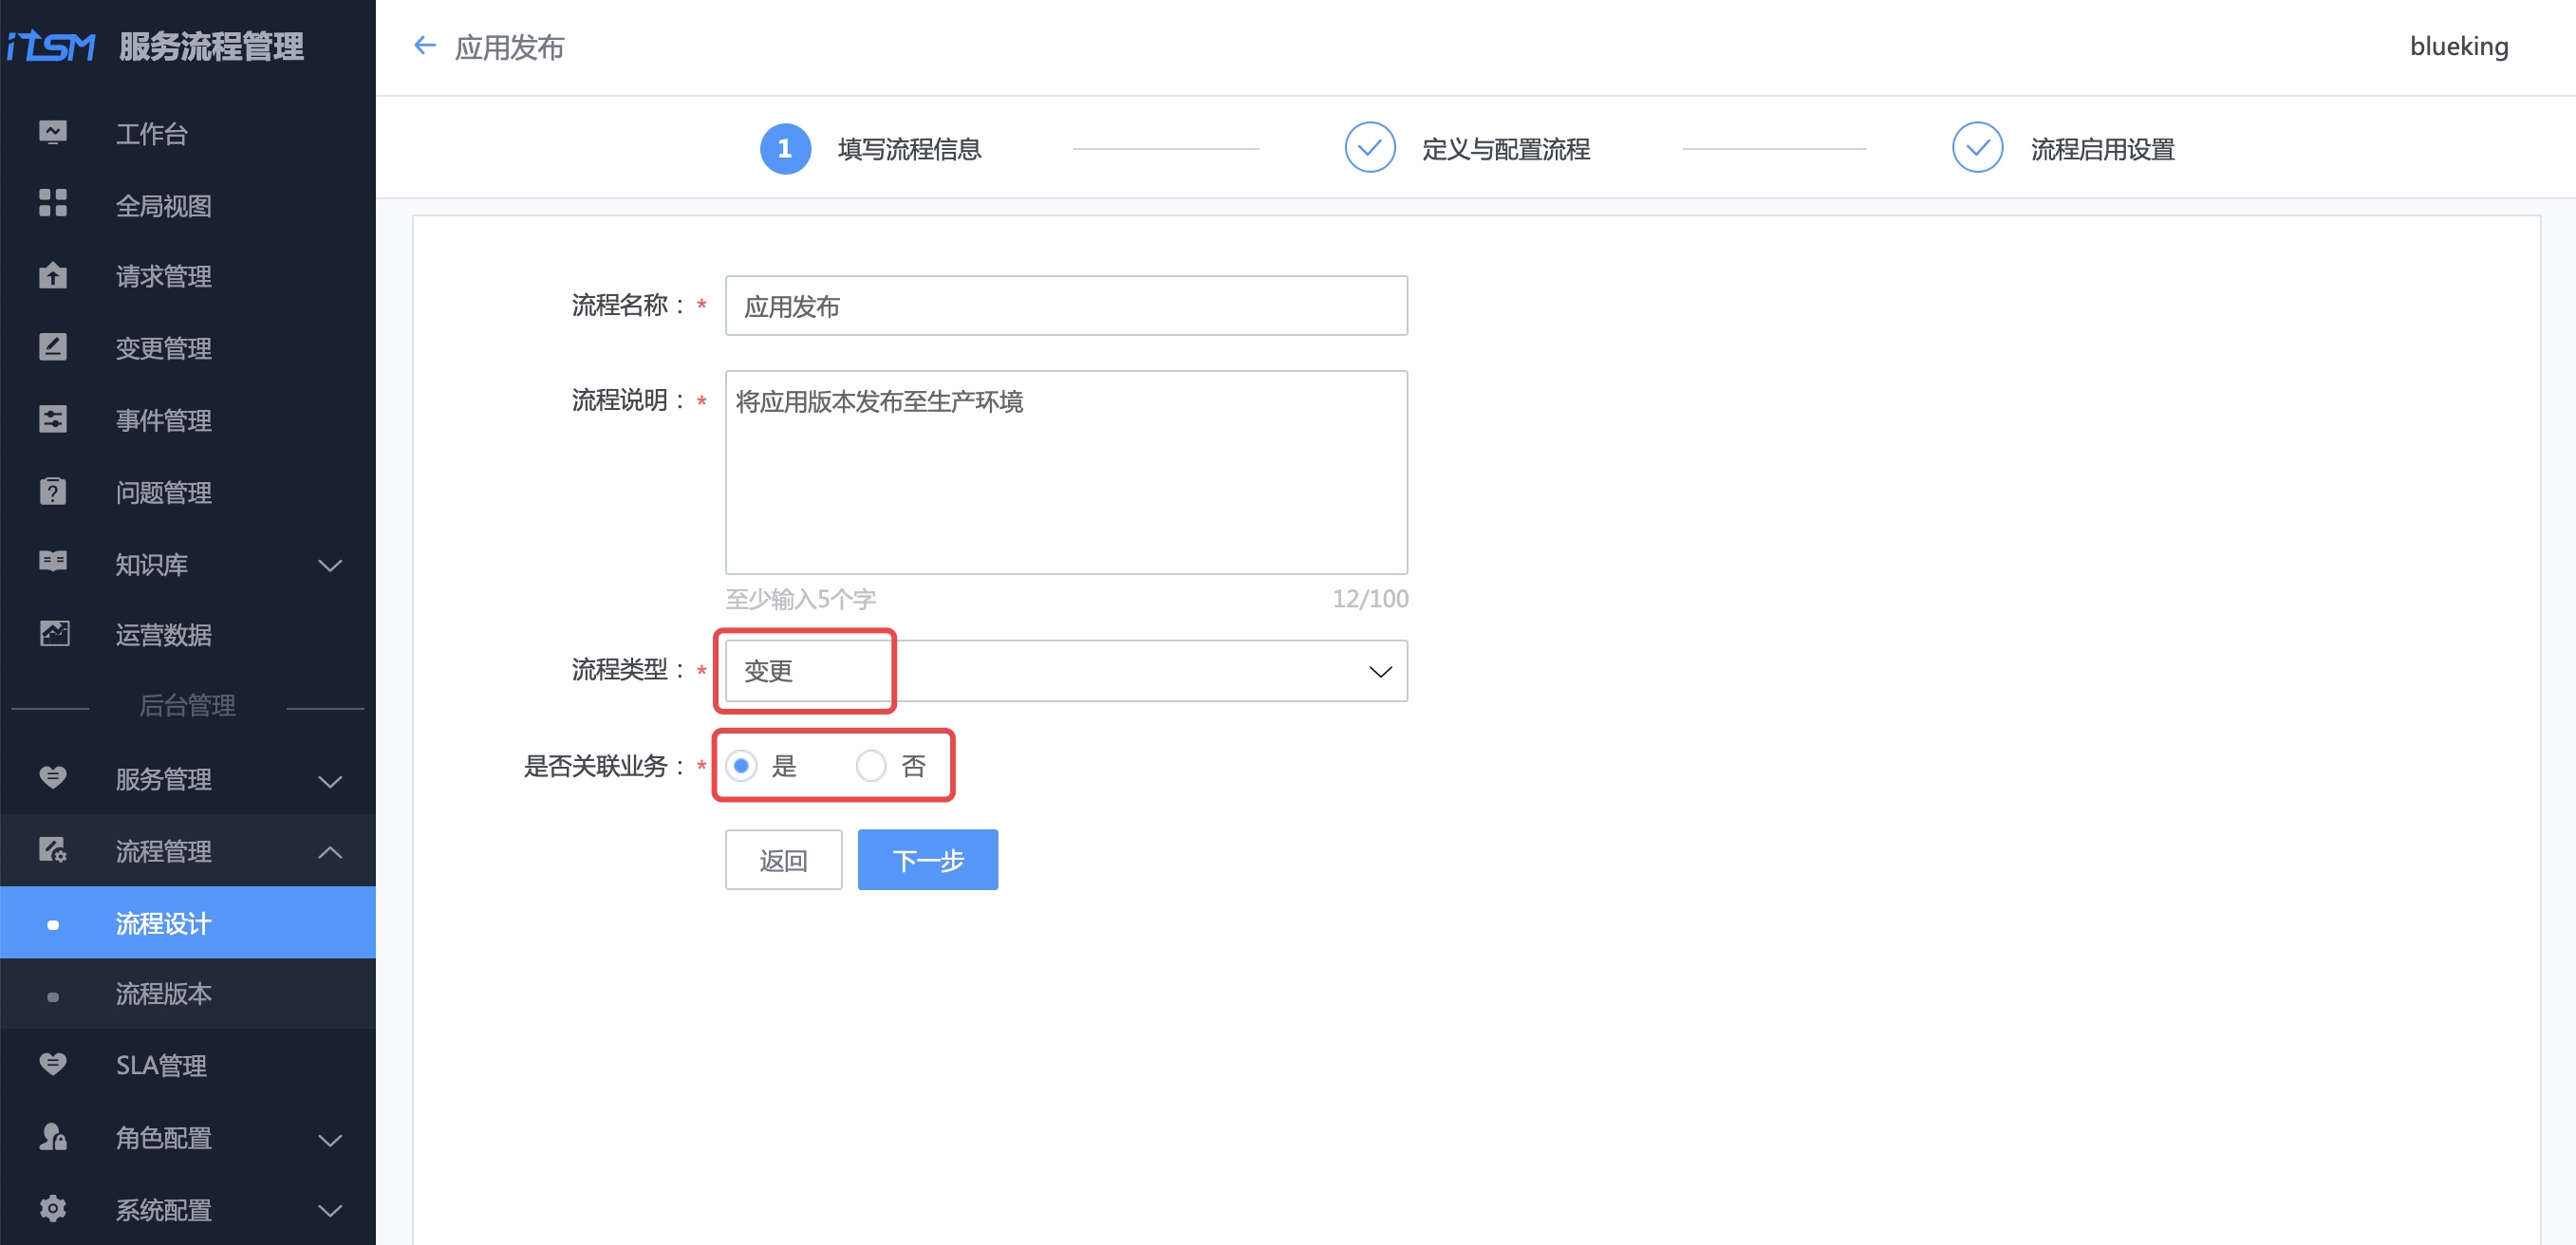 iTSM 服务流程管理
工作台
全局视图
请求管理
变更管理
事件管理
问题管理
知识库
运营数据
后台管理
服务管理
流程管理
流程设计
流程版本
SLA管理
角色配置
系统配置
应用发布
blueking
1 填写流程信息
定义与配置流程
流程启用设置
流程名称：* 应用发布
流程说明：* 将应用版本发布至生产环境
至少输入5个字 12/100
流程类型：* 变更
是否关联业务：* 是 否
返回 下一步